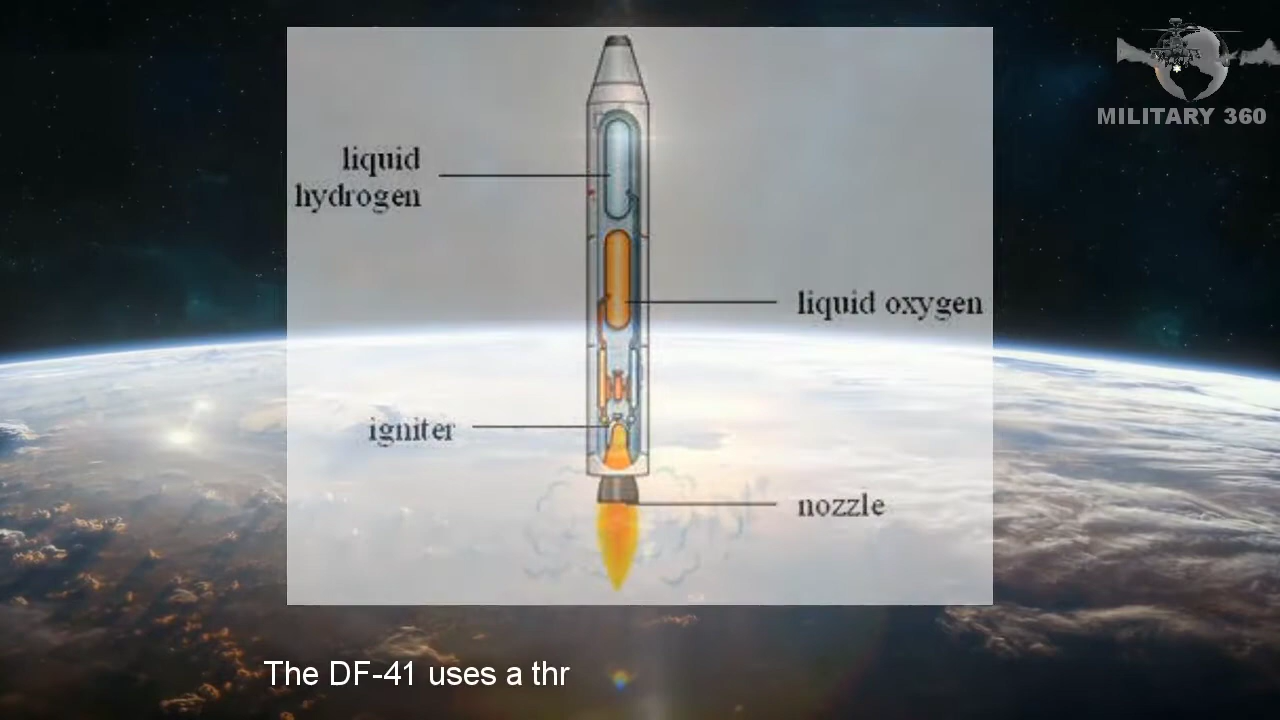 MILITARY 360
liquid
hydrogen
liquid oxygen
igniter
nozzle
The DF-41 uses a thr